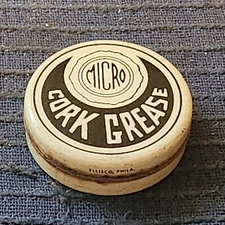 MICRO
CORK GREASE
ELLISCO, PHILA.